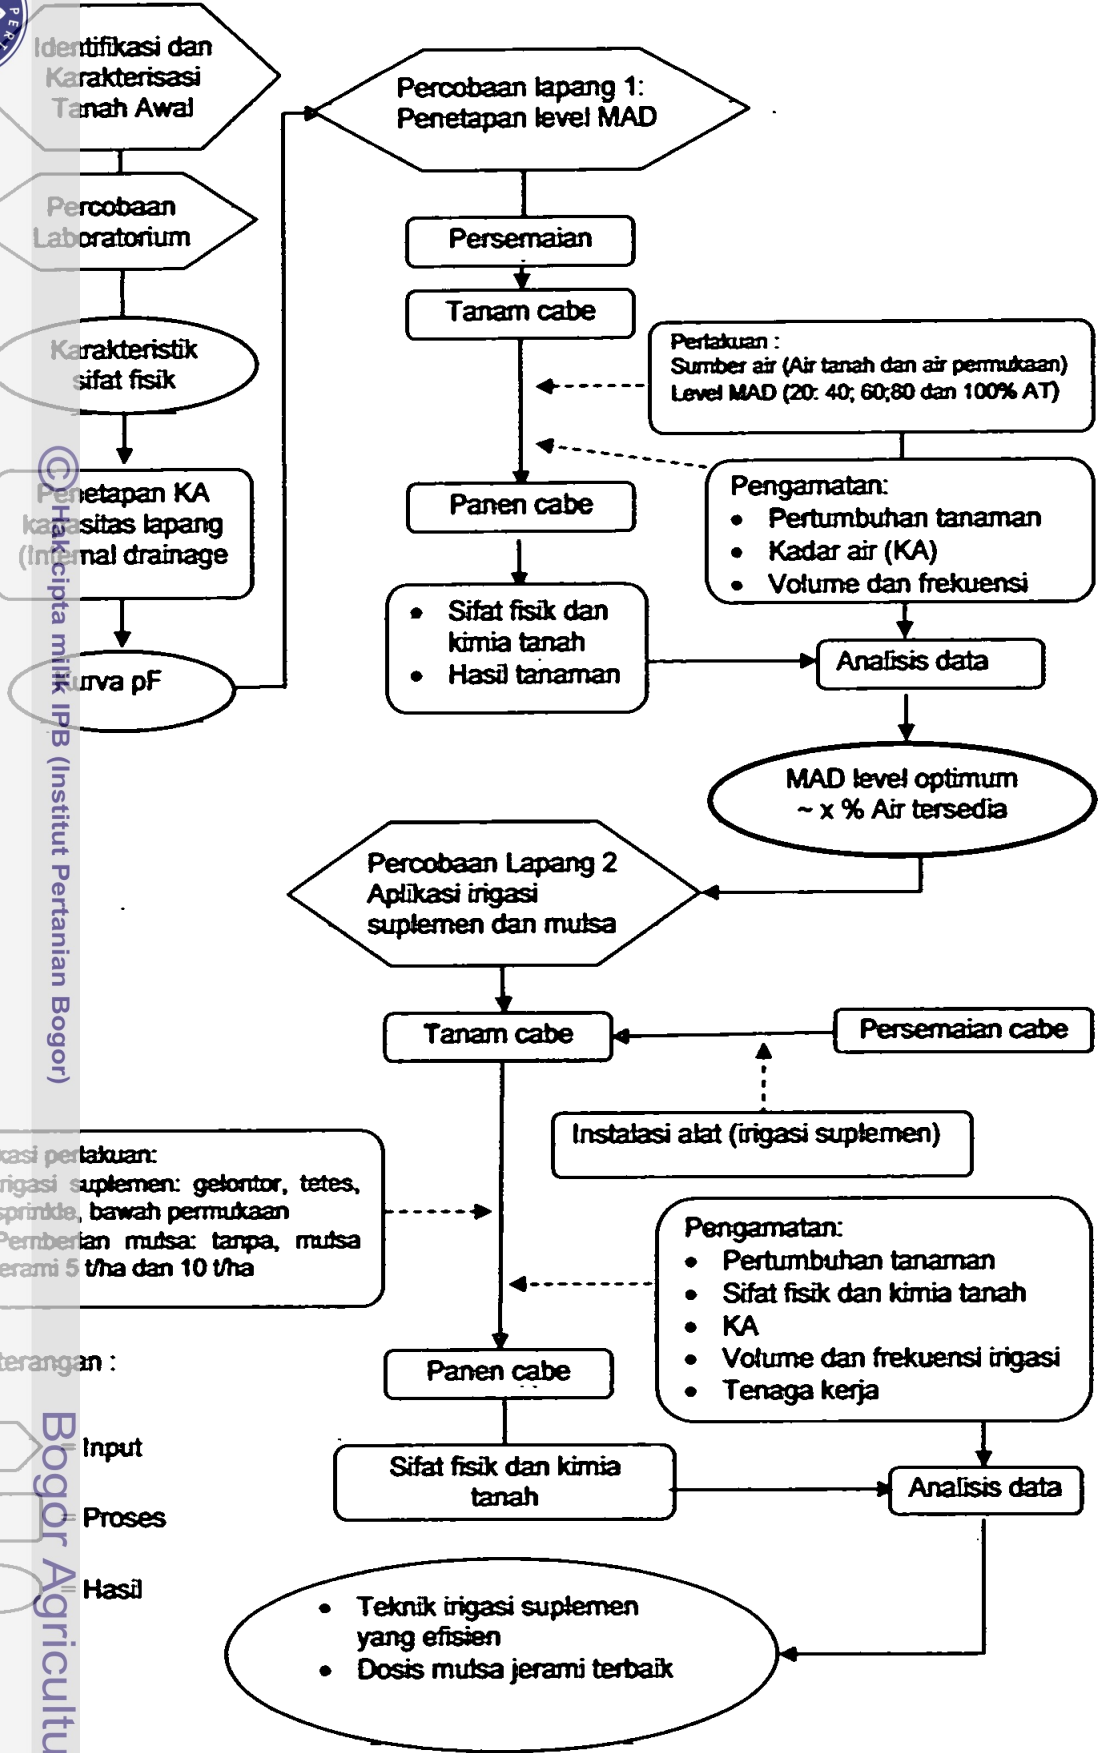 Identifikasi dan
Karakterisasi
Tanah Awal
Percobaan
Laboratorium
Karakteristik
sifat fisik
Penetapan KA
kapasitas lapang
(Internal drainage
Kurva pF
Percobaan lapang 1:
Penetapan level MAD
Persemaian
Tanam cabe
Perlakuan :
Sumber air (Air tanah dan air permukaan)
Level MAD (20: 40; 60;80 dan 100% AT)
Panen cabe
Pengamatan:
• Pertumbuhan tanaman
• Kadar air (KA)
• Volume dan frekuensi
• Sifat fisik dan
kimia tanah
• Hasil tanaman
Analisis data
MAD level optimum
~ x % Air tersedia
Percobaan Lapang 2
Aplikasi irigasi
suplemen dan mulsa
Tanam cabe
Persemaian cabe
Instalasi alat (irigasi suplemen)
kasi perlakuan:
rigasi suplemen: gelontor, tetes,
sprinkle, bawah permukaan
Pemberian mulsa: tanpa, mulsa
erami 5 t/ha dan 10 t/ha
Pengamatan:
• Pertumbuhan tanaman
• Sifat fisik dan kimia tanah
• KA
• Volume dan frekuensi irigasi
• Tenaga kerja
Panen cabe
Sifat fisik dan kimia
tanah
Analisis data
• Teknik irigasi suplemen
yang efisien
• Dosis mulsa jerami terbaik
terangan :
= Input
= Proses
= Hasil
© Hak cipta milik IPB (Institut Pertanian Bogor)
Bogor Agricultu
PERT